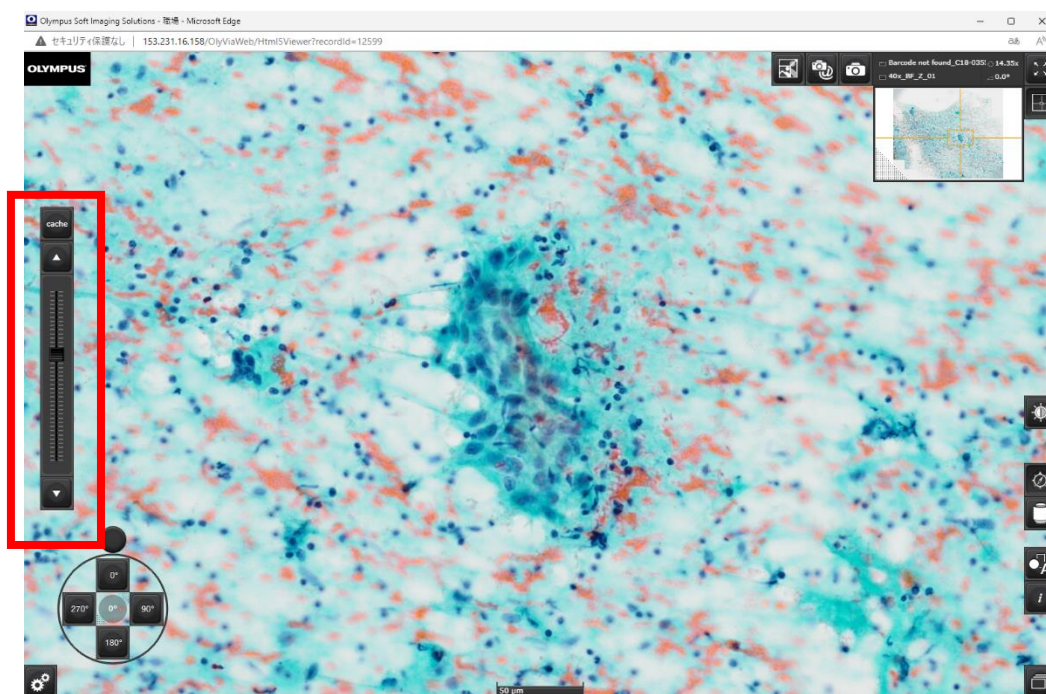 Olympus Soft Imaging Solutions - 職場 - Microsoft Edge
セキュリティ保護なし | 153.231.16.158/OlyViaWeb/Html5Viewer?recordId=12599
OLYMPUS
Barcode not found_C18-035 14.35x
40x_BF_Z_01 0.0°
cache
0°
270° 0° 90°
180°
50 µm